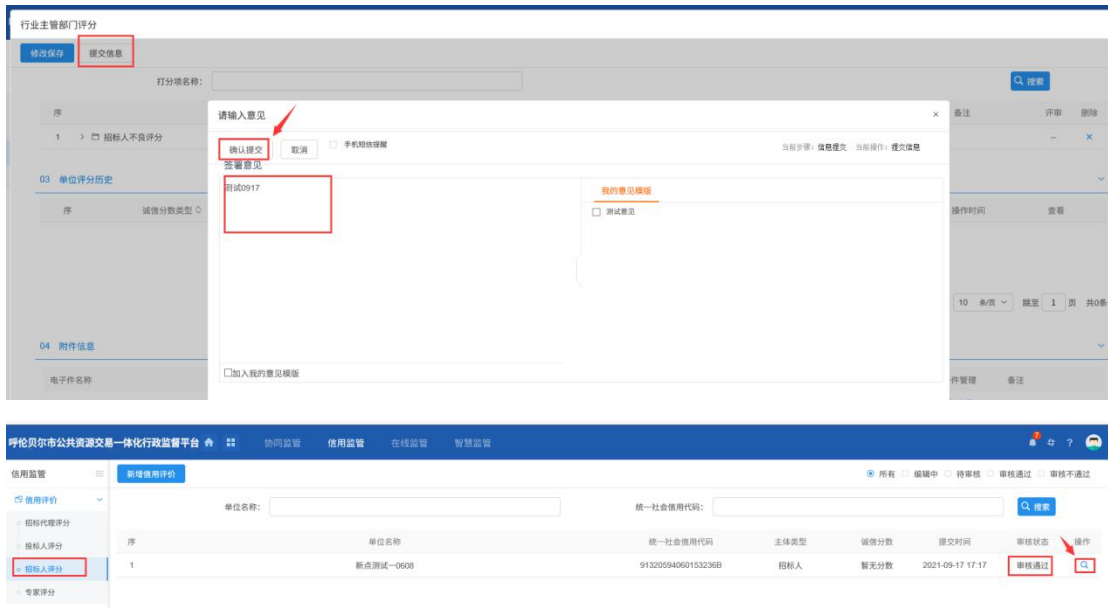 行业主管部门评分
修改保存 提交信息
打分项名称： 搜索
序 备注 评审 删除
1 招标人不良评分
请输入意见
确认提交 取消 手机短信提醒 当前步骤：信息提交 当前操作：提交信息
签署意见
测试0917
我的意见模版
测试意见
加入我的意见模版
03 单位评分历史
序 诚信分数类型 操作时间 查看
10 条/页 跳至 1 页 共0条
04 附件信息
电子件名称 件管理 备注
呼伦贝尔市公共资源交易一体化行政监督平台 协同监管 信用监管 在线监管 智慧监管 7
信用监管 新增信用评价 所有 编辑中 待审核 审核通过 审核不通过
信用评价
招标代理评分
投标人评分
招标人评分
专家评分
单位名称： 统一社会信用代码： 搜索
序 单位名称 统一社会信用代码 主体类型 诚信分数 提交时间 审核状态 操作
1 新点测试一0608 91320594060153236B 招标人 暂无分数 2021-09-17 17:17 审核通过